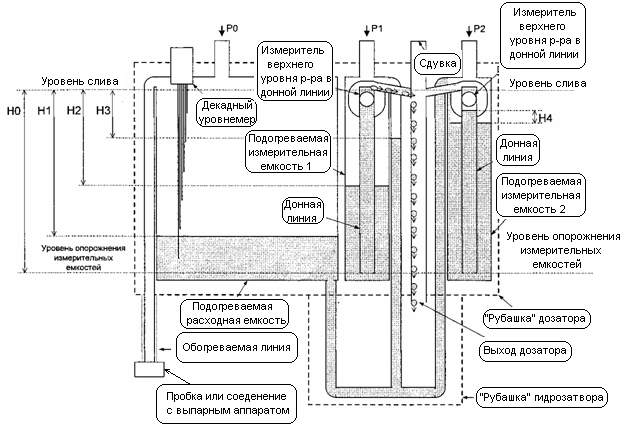 P0
P1
P2
Измеритель
верхнего
уровня р-ра в
донной линии
Сдувка
Измеритель
верхнего
уровня р-ра в
донной линии
Уровень слива
Уровень слива
H0
H1
H2
H3
H4
Декадный
уровнемер
Подогреваемая
измерительная
емкость 1
Донная
линия
Донная
линия
Подогреваемая
измерительная
емкость 2
Уровень опорожнения
измерительных
емкостей
Уровень опорожнения
измерительных
емкостей
Подогреваемая
расходная емкость
"Рубашка" дозатора
Обогреваемая линия
Выход дозатора
Пробка или соеденение
с выпарным аппаратом
"Рубашка" гидрозатвора